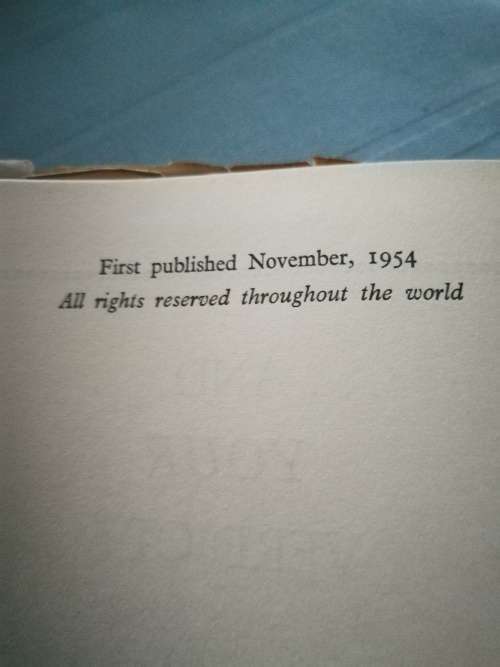 First published November, 1954
All rights reserved throughout the world